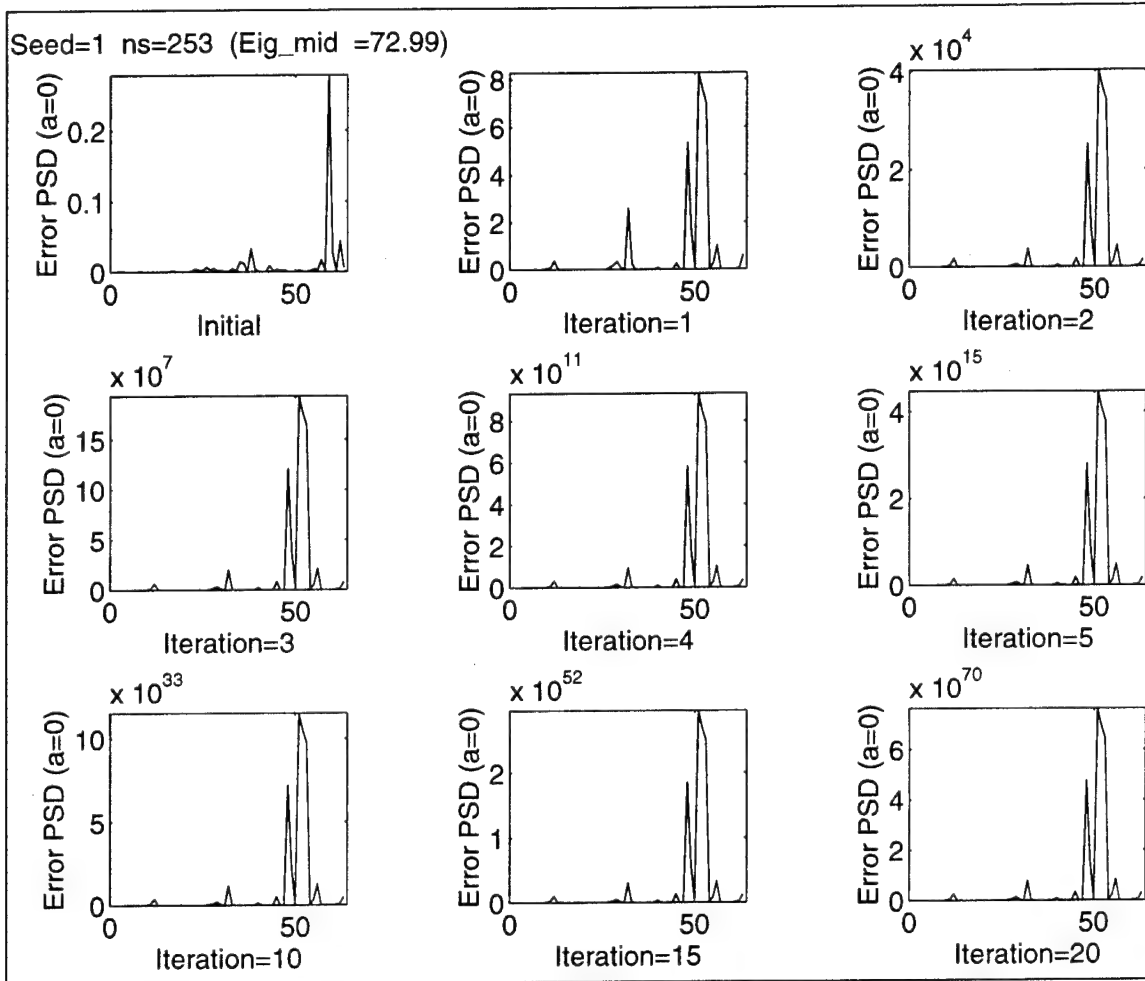 Seed=1 ns=253 (Eig_mid =72.99)
Error PSD (a=0)
0.2
0.1
0
0 50
Initial
Error PSD (a=0)
8
6
4
2
0
0 50
Iteration=1
x 10^4
Error PSD (a=0)
4
2
0
0 50
Iteration=2
x 10^7
Error PSD (a=0)
15
10
5
0
0 50
Iteration=3
x 10^11
Error PSD (a=0)
8
6
4
2
0
0 50
Iteration=4
x 10^15
Error PSD (a=0)
4
2
0
0 50
Iteration=5
x 10^33
Error PSD (a=0)
10
5
0
0 50
Iteration=10
x 10^52
Error PSD (a=0)
2
1
0
0 50
Iteration=15
x 10^70
Error PSD (a=0)
6
4
2
0
0 50
Iteration=20